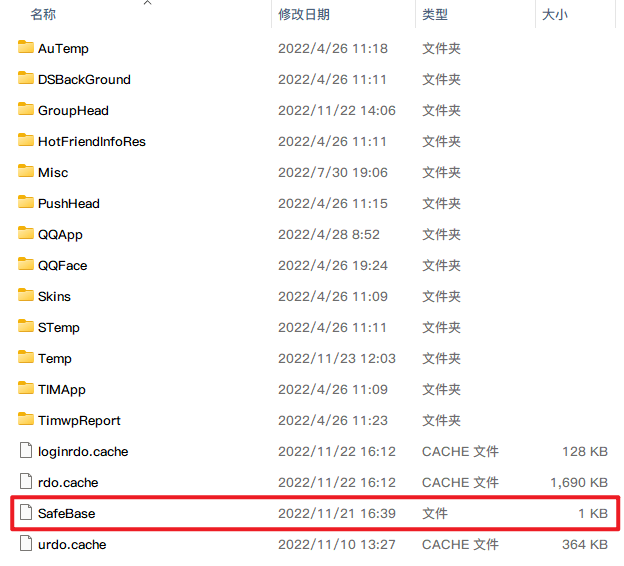 名称 修改日期 类型 大小
AuTemp 2022/4/26 11:18 文件夹
DSBackGround 2022/4/26 11:11 文件夹
GroupHead 2022/11/22 14:06 文件夹
HotFriendInfoRes 2022/4/26 11:11 文件夹
Misc 2022/7/30 19:06 文件夹
PushHead 2022/4/26 11:15 文件夹
QQApp 2022/4/28 8:52 文件夹
QQFace 2022/4/26 19:24 文件夹
Skins 2022/4/26 11:09 文件夹
STemp 2022/4/26 11:11 文件夹
Temp 2022/11/23 12:03 文件夹
TIMApp 2022/4/26 11:09 文件夹
TimwpReport 2022/4/26 11:23 文件夹
loginrdo.cache 2022/11/22 16:12 CACHE 文件 128 KB
rdo.cache 2022/11/22 16:12 CACHE 文件 1,690 KB
SafeBase 2022/11/21 16:39 文件 1 KB
urdo.cache 2022/11/10 13:27 CACHE 文件 364 KB